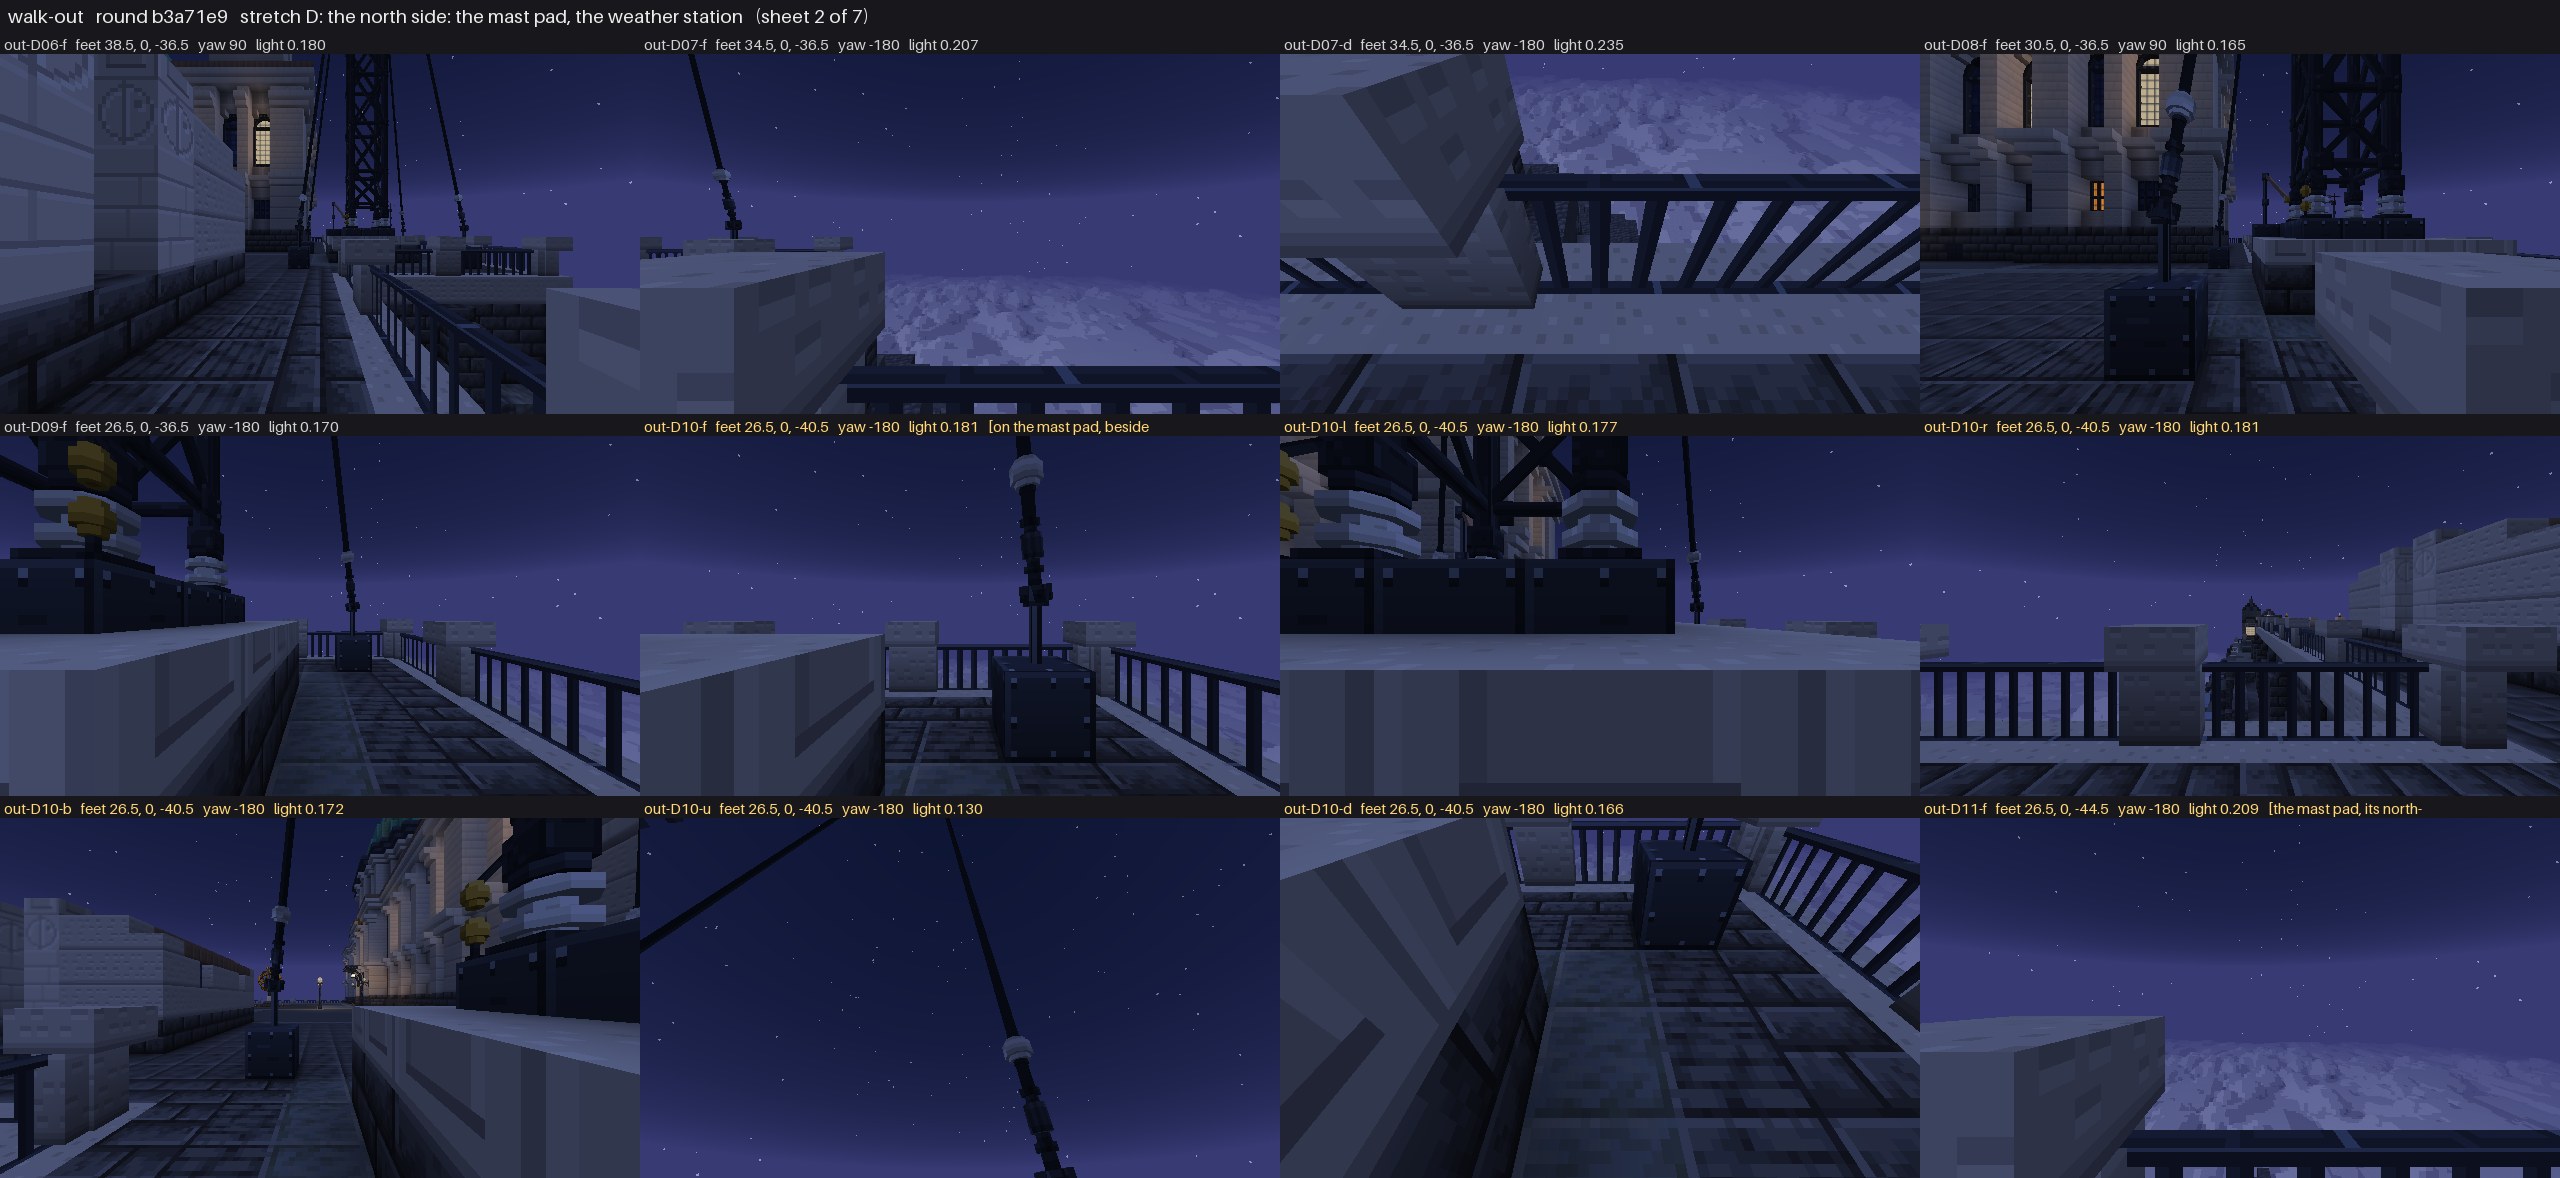 walk-out round b3a71e9 stretch D: the north side: the mast pad, the weather station (sheet 2 of 7)
out-D06-f feet 38.5, 0, -36.5 yaw 90 light 0.180
out-D07-f feet 34.5, 0, -36.5 yaw -180 light 0.207
out-D07-d feet 34.5, 0, -36.5 yaw -180 light 0.235
out-D08-f feet 30.5, 0, -36.5 yaw 90 light 0.165
out-D09-f feet 26.5, 0, -36.5 yaw -180 light 0.170
out-D10-f feet 26.5, 0, -40.5 yaw -180 light 0.181 [on the mast pad, beside
out-D10-l feet 26.5, 0, -40.5 yaw -180 light 0.177
out-D10-r feet 26.5, 0, -40.5 yaw -180 light 0.181
out-D10-b feet 26.5, 0, -40.5 yaw -180 light 0.172
out-D10-u feet 26.5, 0, -40.5 yaw -180 light 0.130
out-D10-d feet 26.5, 0, -40.5 yaw -180 light 0.166
out-D11-f feet 26.5, 0, -44.5 yaw -180 light 0.209 [the mast pad, its north-